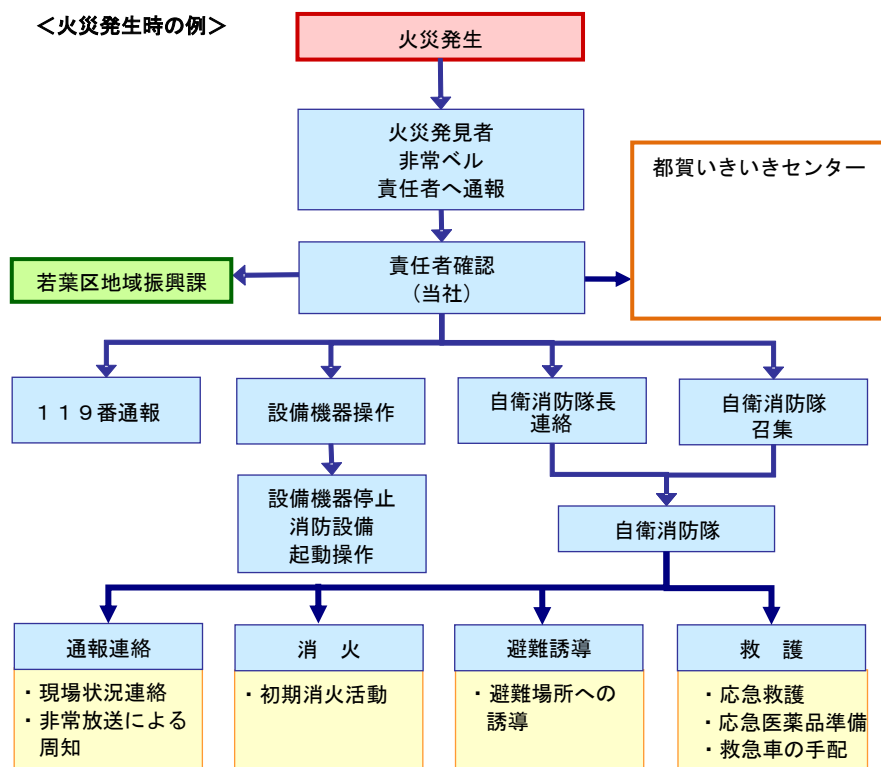 ＜火災発生時の例＞
火災発生
火災発見者
非常ベル
責任者へ通報
都賀いきいきセンター
責任者確認
（当社）
若葉区地域振興課
１１９番通報
設備機器操作
自衛消防隊長
連絡
自衛消防隊
召集
設備機器停止
消防設備
起動操作
自衛消防隊
通報連絡
消　火
避難誘導
救　護
・現場状況連絡
・非常放送による
周知
・初期消火活動
・避難場所への
誘導
・応急救護
・応急医薬品準備
・救急車の手配